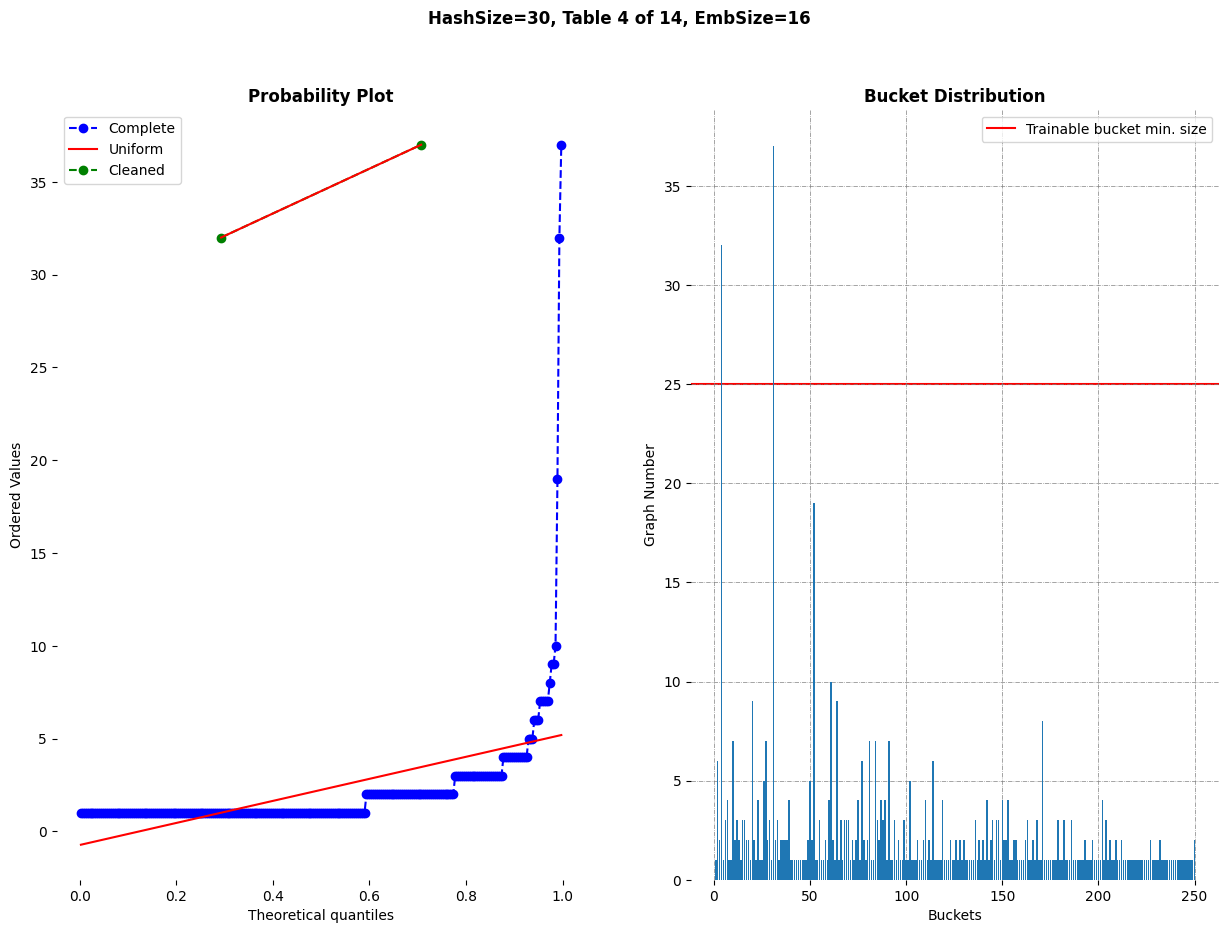 HashSize=30, Table 4 of 14, EmbSize=16
Probability Plot
Complete
Uniform
Cleaned
Ordered Values
35
30
25
20
15
10
5
0
0.0 0.2 0.4 0.6 0.8 1.0
Theoretical quantiles
Bucket Distribution
Trainable bucket min. size
Graph Number
35
30
25
20
15
10
5
0
0 50 100 150 200 250
Buckets